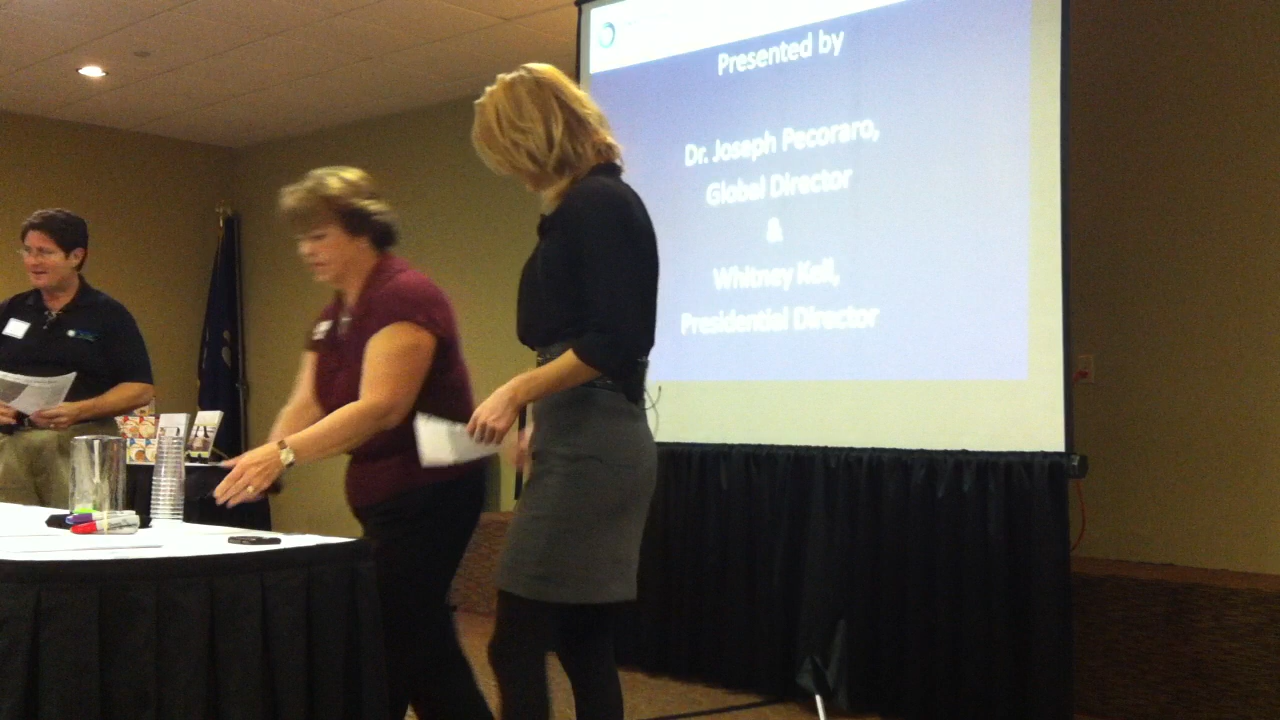 Presented by
Dr. Joseph Pecoraro,
Global Director
&
Whitney Kell,
Presidential Director